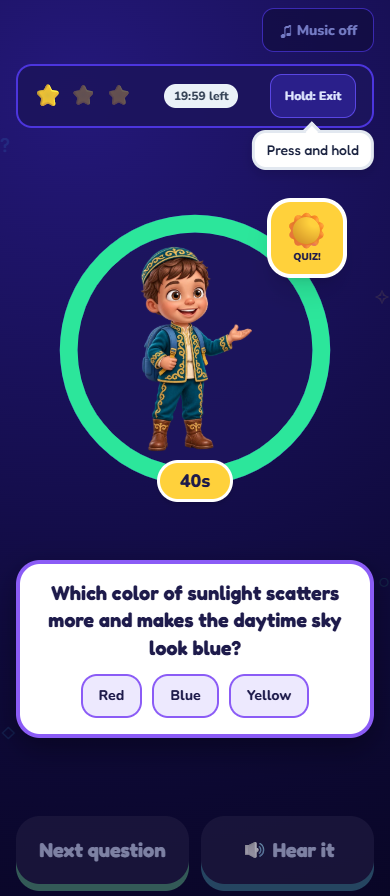 Music off
19:59 left
Hold: Exit
Press and hold
?
QUIZ!
40s
Which color of sunlight scatters
more and makes the daytime sky
look blue?
Red
Blue
Yellow
Next question
Hear it